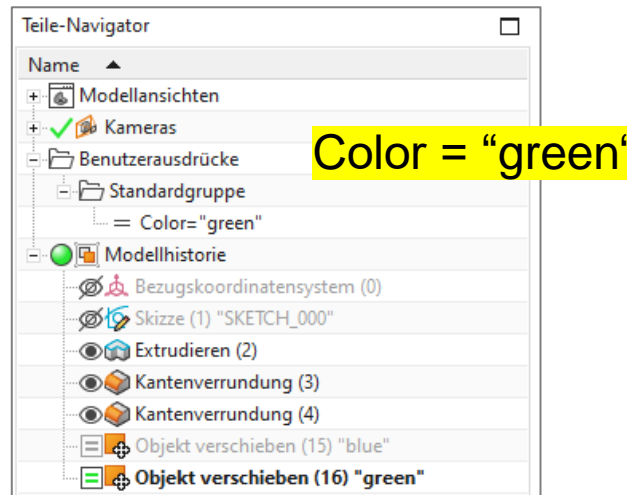 Teile-Navigator
Name
Modellansichten
Kameras
Benutzerausdrücke
Color = “green“
Standardgruppe
Color="green"
Modellhistorie
Bezugskoordinatensystem (0)
Skizze (1) "SKETCH_000"
Extrudieren (2)
Kantenverrundung (3)
Kantenverrundung (4)
Objekt verschieben (15) "blue"
Objekt verschieben (16) "green"